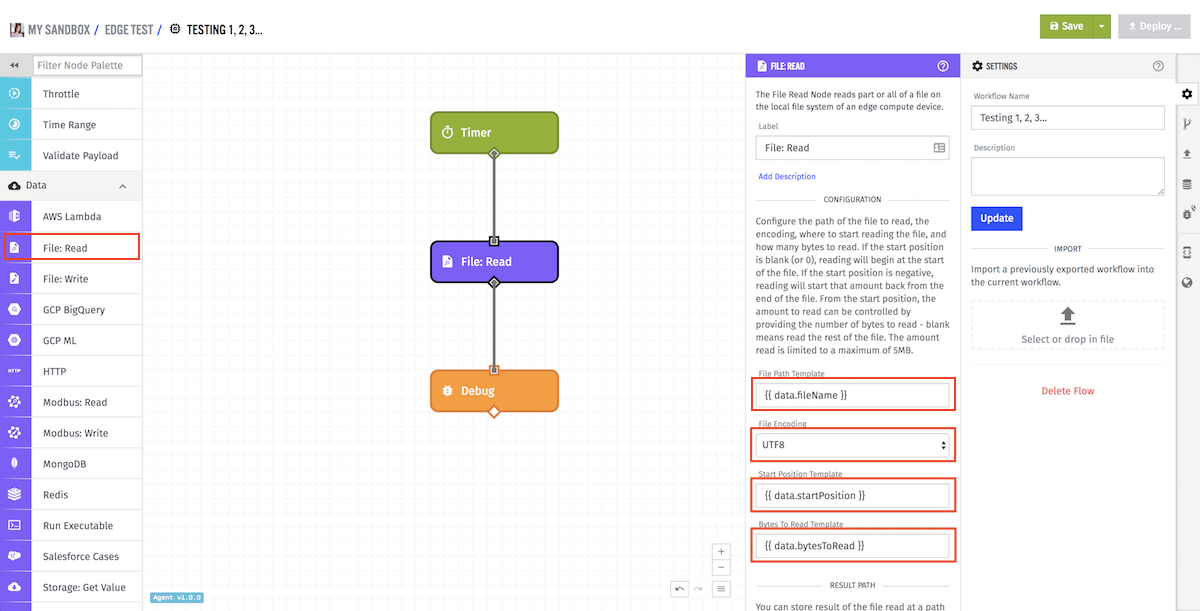 MY SANDBOX / EDGE TEST / TESTING 1, 2, 3...
Save
Deploy ...
Filter Node Palette
Throttle
Time Range
Validate Payload
Data
AWS Lambda
File: Read
File: Write
GCP BigQuery
GCP ML
HTTP
HTTP
Modbus: Read
Modbus: Write
MongoDB
Redis
Run Executable
Salesforce Cases
Storage: Get Value
Timer
File: Read
Debug
Agent v1.0.0
+
−
FILE: READ
The File Read Node reads part or all of a file on
the local file system of an edge compute device.
Label
File: Read
Add Description
CONFIGURATION
Configure the path of the file to read, the
encoding, where to start reading the file, and
how many bytes to read. If the start position
is blank (or 0), reading will begin at the start
of the file. If the start position is negative,
reading will start that amount back from the
end of the file. From the start position, the
amount to read can be controlled by
providing the number of bytes to read - blank
means read the rest of the file. The amount
read is limited to a maximum of 5MB.
File Path Template
{{ data.fileName }}
File Encoding
UTF8
Start Position Template
{{ data.startPosition }}
Bytes To Read Template
{{ data.bytesToRead }}
RESULT PATH
You can store result of the file read at a path
SETTINGS
Workflow Name
Testing 1, 2, 3...
Description
Update
IMPORT
Import a previously exported workflow into
the current workflow.
Select or drop in file
Delete Flow